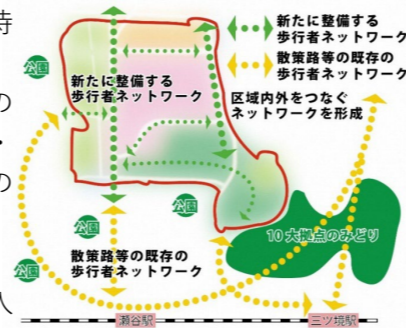 時
の
・
の
人
新たに整備する
歩行者ネットワーク
散策路等の既存の
歩行者ネットワーク
区域内外をつなぐ
ネットワークを形成
公園
新たに整備する
歩行者ネットワーク
公園
公園
10大拠点のみどり
散策路等の既存の
歩行者ネットワーク
公園
瀬谷駅
三ツ境駅